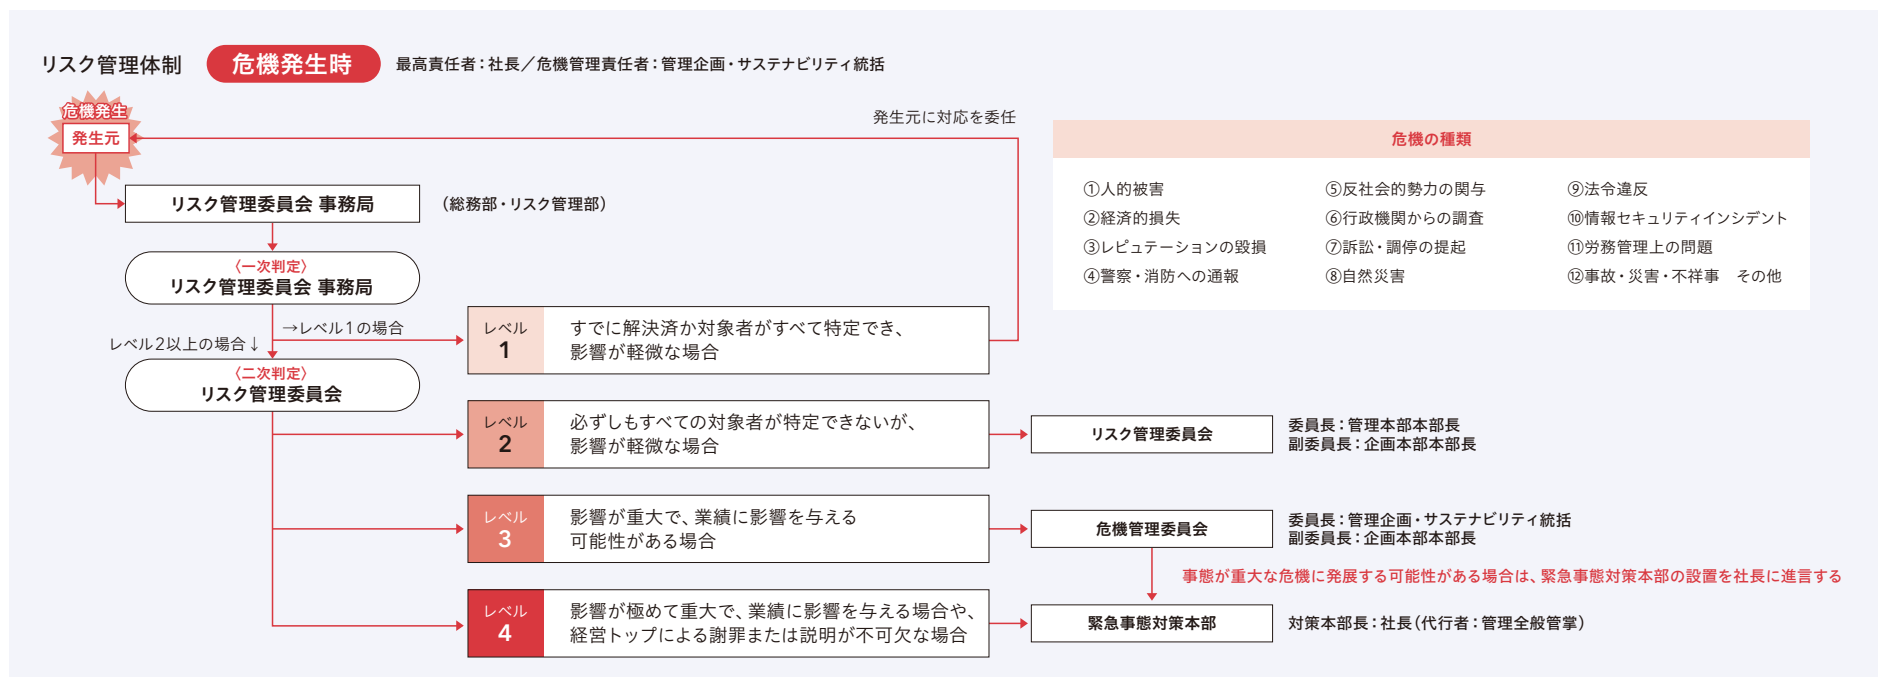 リスク管理体制
危機発生時
最高責任者：社長／危機管理責任者：管理企画・サステナビリティ統括
危機発生
発生元
発生元に対応を委任
リスク管理委員会 事務局
（総務部・リスク管理部）
〈一次判定〉
リスク管理委員会 事務局
→レベル1の場合
レベル2以上の場合↓
〈二次判定〉
リスク管理委員会
レベル
1
すでに解決済か対象者がすべて特定でき、
影響が軽微な場合
レベル
2
必ずしもすべての対象者が特定できないが、
影響が軽微な場合
リスク管理委員会
委員長：管理本部本部長
副委員長：企画本部本部長
レベル
3
影響が重大で、業績に影響を与える
可能性がある場合
危機管理委員会
委員長：管理企画・サステナビリティ統括
副委員長：企画本部本部長
事態が重大な危機に発展する可能性がある場合は、緊急事態対策本部の設置を社長に進言する
レベル
4
影響が極めて重大で、業績に影響を与える場合や、
経営トップによる謝罪または説明が不可欠な場合
緊急事態対策本部
対策本部長：社長（代行者：管理全般管掌）
危機の種類
①人的被害
②経済的損失
③レピュテーションの毀損
④警察・消防への通報
⑤反社会的勢力の関与
⑥行政機関からの調査
⑦訴訟・調停の提起
⑧自然災害
⑨法令違反
⑩情報セキュリティインシデント
⑪労務管理上の問題
⑫事故・災害・不祥事　その他